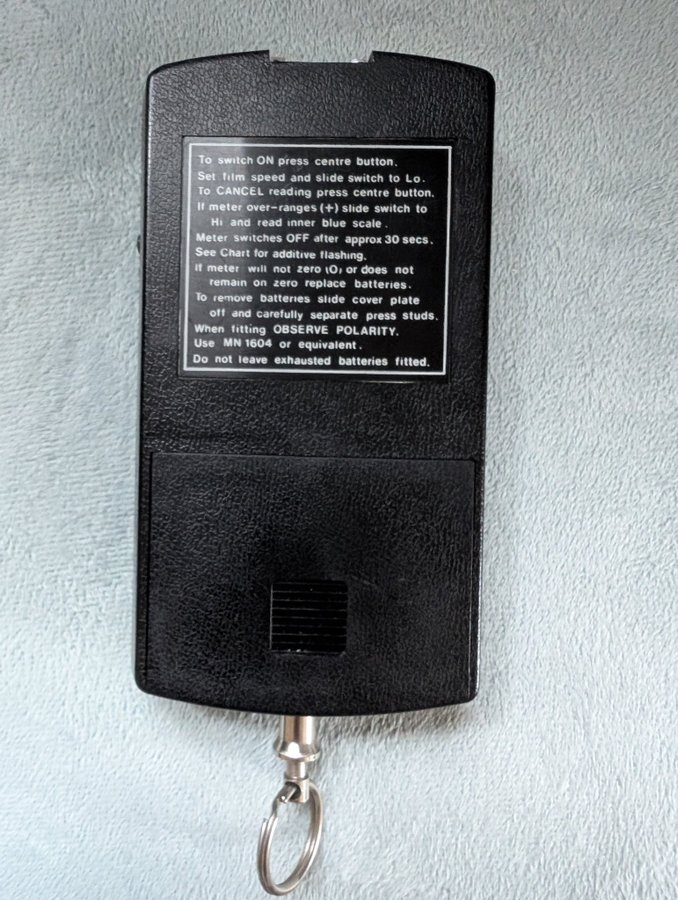 To switch ON press centre button.
Set film speed and slide switch to Lo.
To CANCEL reading press centre button.
If meter over-ranges (+) slide switch to
Hi and read inner blue scale.
Meter switches OFF after approx 30 secs.
See Chart for additive flashing.
If meter will not zero (O) or does not
remain on zero replace batteries.
To remove batteries slide cover plate
off and carefully separate press studs.
When fitting OBSERVE POLARITY.
Use MN 1604 or equivalent.
Do not leave exhausted batteries fitted.